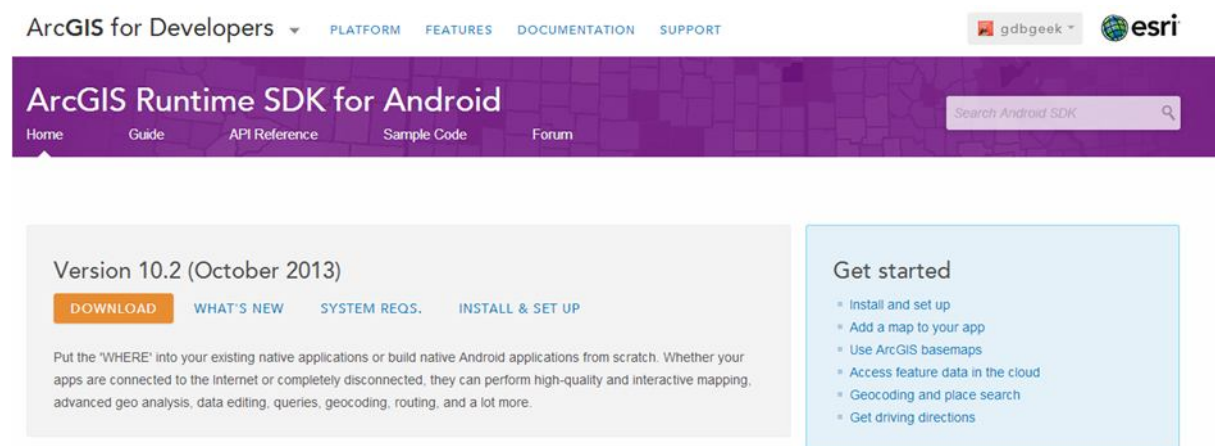 ArcGIS for Developers PLATFORM FEATURES DOCUMENTATION SUPPORT gdbgeek esri
ArcGIS Runtime SDK for Android
Search Android SDK
Home Guide API Reference Sample Code Forum
Version 10.2 (October 2013)
DOWNLOAD WHAT'S NEW SYSTEM REQS. INSTALL & SET UP
Put the 'WHERE' into your existing native applications or build native Android applications from scratch. Whether your
apps are connected to the Internet or completely disconnected, they can perform high-quality and interactive mapping,
advanced geo analysis, data editing, queries, geocoding, routing, and a lot more.
Get started
Install and set up
Add a map to your app
Use ArcGIS basemaps
Access feature data in the cloud
Geocoding and place search
Get driving directions